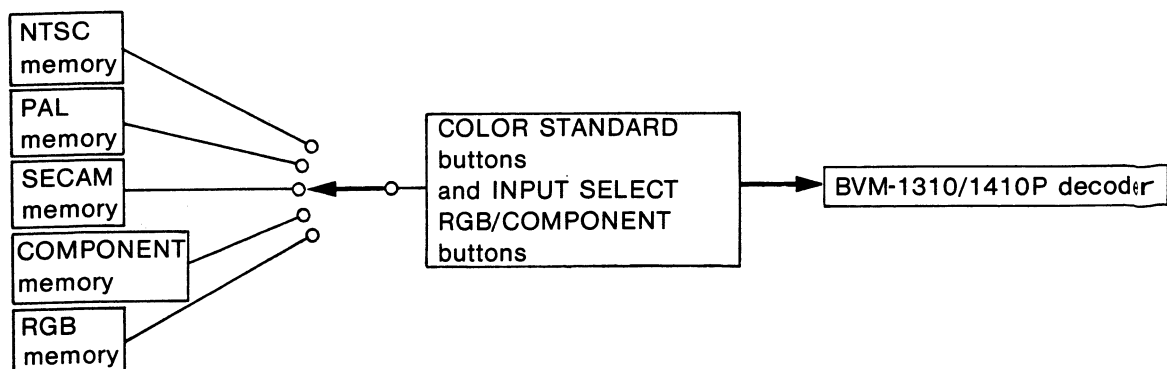 NTSC
memory
PAL
memory
SECAM
memory
COMPONENT
memory
RGB
memory
COLOR STANDARD
buttons
and INPUT SELECT
RGB/COMPONENT
buttons
BVM-1310/1410P decoder